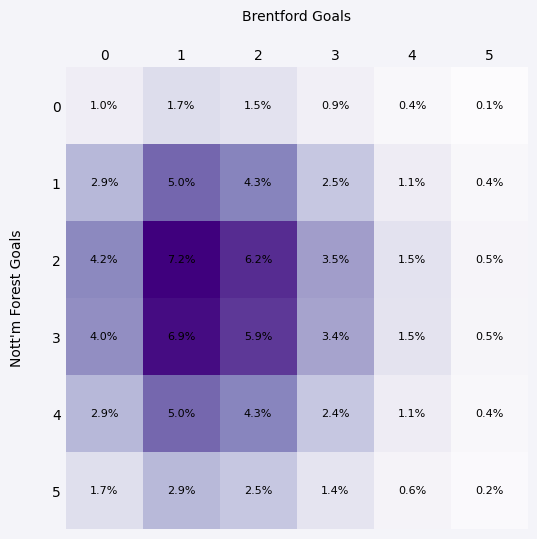 Brentford Goals
0 1 2 3 4 5
0 1.0% 1.7% 1.5% 0.9% 0.4% 0.1%
1 2.9% 5.0% 4.3% 2.5% 1.1% 0.4%
2 4.2% 7.2% 6.2% 3.5% 1.5% 0.5%
3 4.0% 6.9% 5.9% 3.4% 1.5% 0.5%
4 2.9% 5.0% 4.3% 2.4% 1.1% 0.4%
5 1.7% 2.9% 2.5% 1.4% 0.6% 0.2%
Nott'm Forest Goals